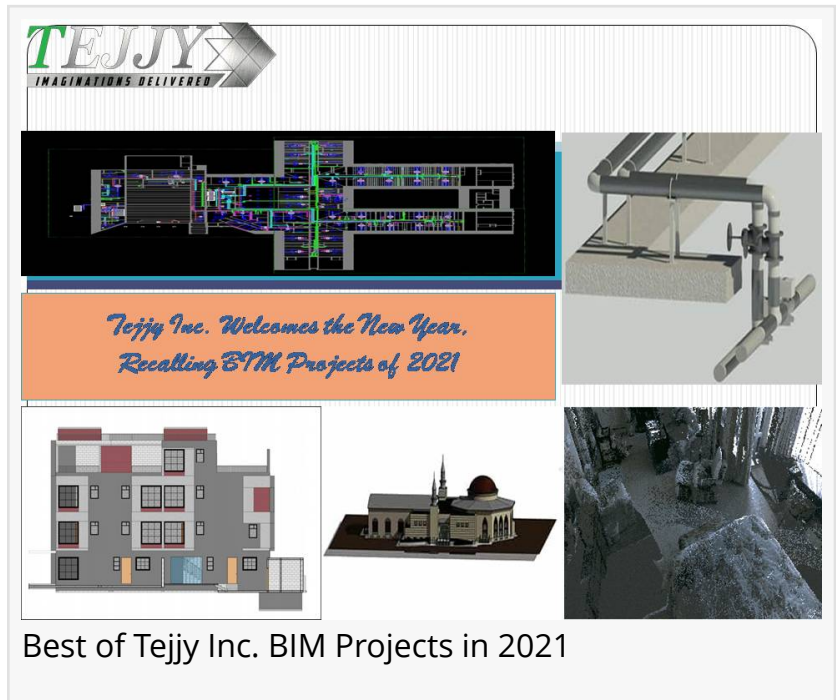 TEJJY
IMAGINATIONS DELIVERED
Tejjy Inc. Welcomes the New Year,
Recalling BIM Projects of 2021
Best of Tejjy Inc. BIM Projects in 2021